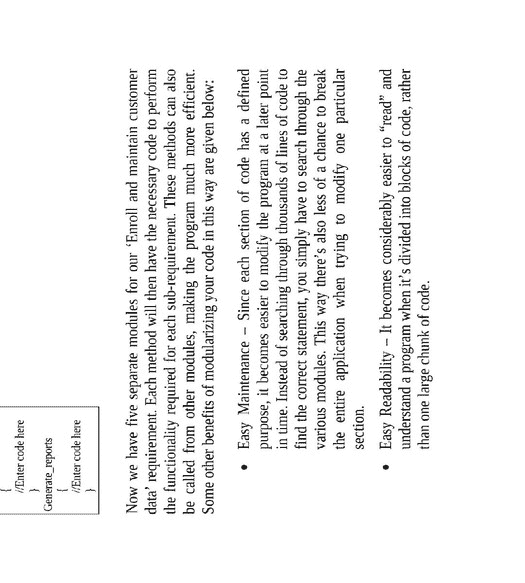 {
//Enter code here
}
Generate_reports
{
//Enter code here
}
Now we have five separate modules for our 'Enroll and maintain customer
data' requirement. Each method will then have the necessary code to perform
the functionality required for each sub-requirement. These methods can also
be called from other modules, making the program much more efficient.
Some other benefits of modularizing your code in this way are given below:
• Easy Maintenance – Since each section of code has a defined
purpose, it becomes easier to modify the program at a later point
in time. Instead of searching through thousands of lines of code to
find the correct statement, you simply have to search through the
various modules. This way there's also less of a chance to break
the entire application when trying to modify one particular
section.
• Easy Readability – It becomes considerably easier to “read” and
understand a program when it's divided into blocks of code, rather
than one large chunk of code.